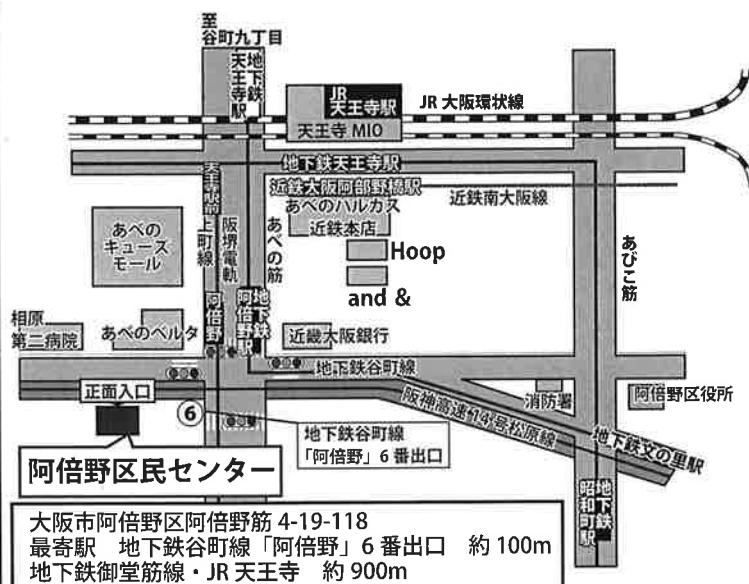 至
谷町九丁目
地下鉄
天王寺駅
JR
天王寺駅
JR 大阪環状線
天王寺 MIO
地下鉄天王寺駅
天王寺駅前
近鉄大阪阿部野橋駅
近鉄南大阪線
あべのハルカス
近鉄本店
あべの
キューズ
モール
上町線
阪堺電軌
あべの筋
Hoop
and &
あびこ筋
阿倍野
地下鉄
阿倍野駅
相原
第二病院
あべのベルタ
近畿大阪銀行
地下鉄谷町線
正面入口
⑥
阪神高速14号松原線
消防署
阿倍野区役所
地下鉄谷町線
「阿倍野」6 番出口
地下鉄文の里駅
阿倍野区民センター
地下鉄
昭和町駅
大阪市阿倍野区阿倍野筋 4-19-118
最寄駅 地下鉄谷町線「阿倍野」6 番出口 約 100m
地下鉄御堂筋線・JR 天王寺 約 900m